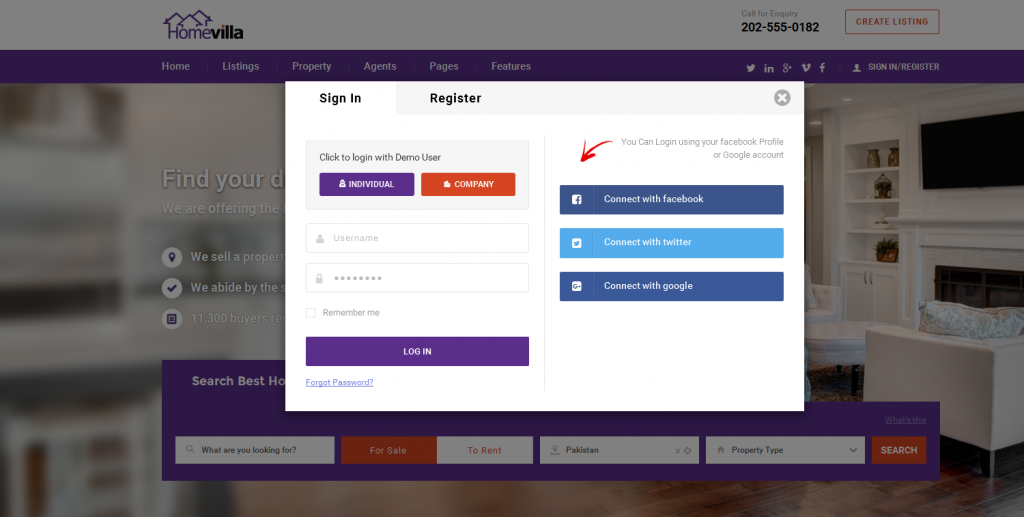 Homevilla
Call for Enquiry
202-555-0182
CREATE LISTING
Home
Listings
Property
Agents
Pages
Features
SIGN IN/REGISTER
Sign In
Register
Click to login with Demo User
INDIVIDUAL
COMPANY
Username
Remember me
LOG IN
Forgot Password?
You Can Login using your facebook Profile
or Google account
Connect with facebook
Connect with twitter
Connect with google
Find your d
We are offering the
We sell a propert
We abide by the s
11,300 buyers re
Search Best Ho
What's this
What are you looking for?
For Sale
To Rent
Pakistan
x
Property Type
SEARCH